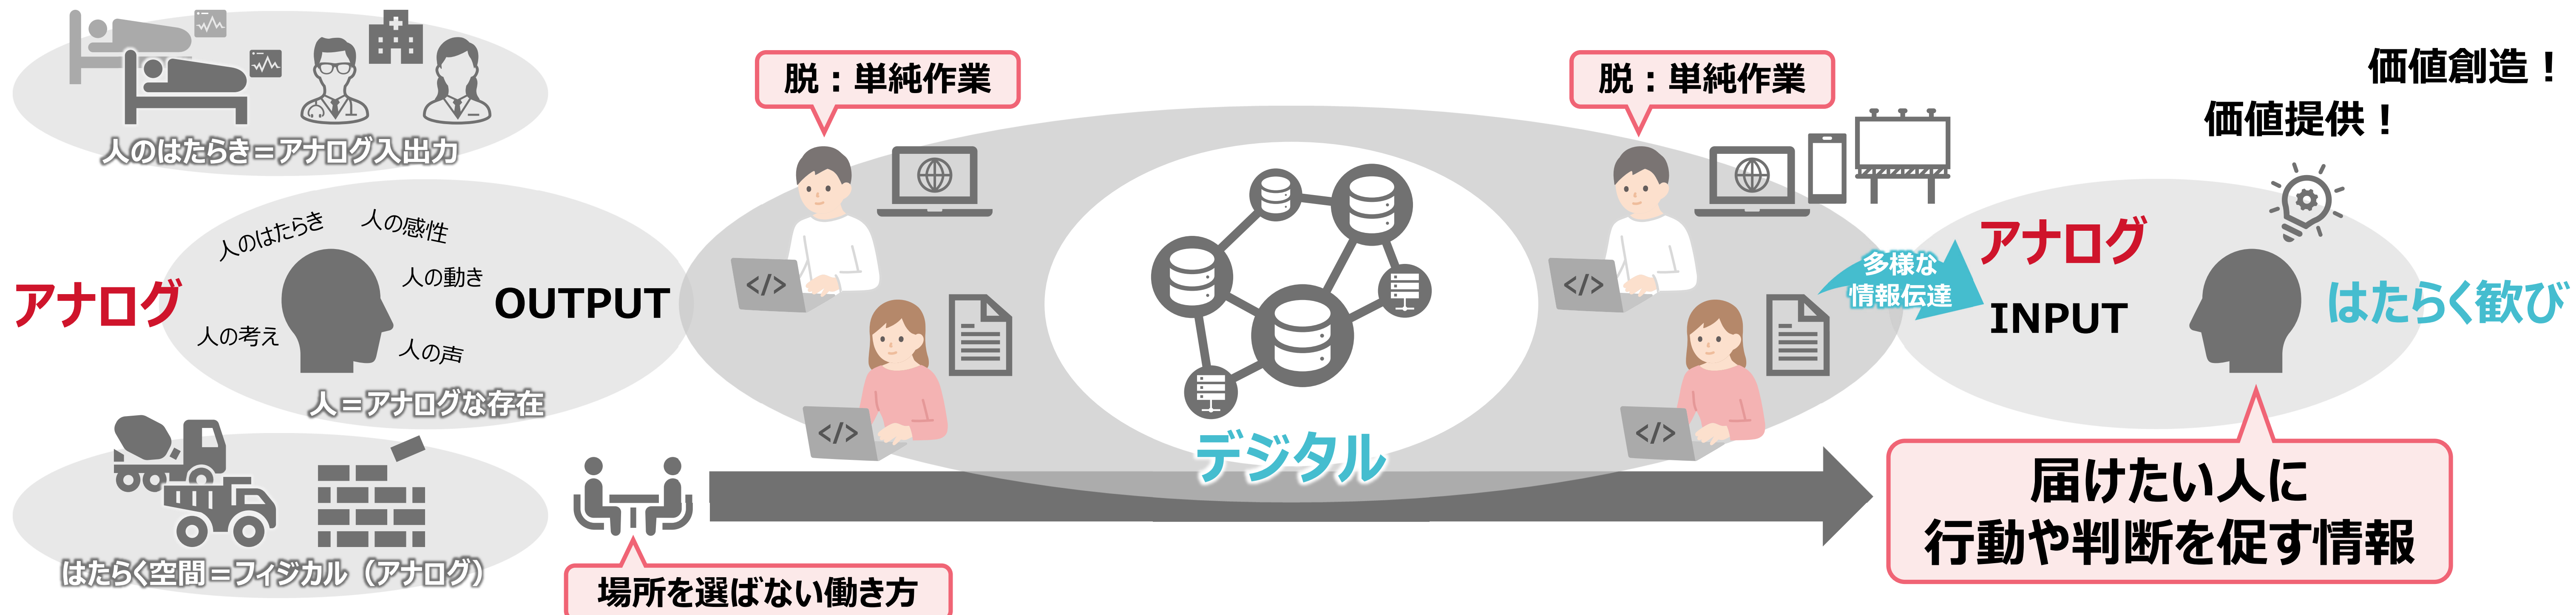 人のはたらき＝アナログ入出力
アナログ
人のはたらき
人の感性
人の動き
人の考え
人の声
OUTPUT
人＝アナログな存在
はたらく空間＝フィジカル（アナログ）
脱：単純作業
</>
</>
場所を選ばない働き方
デジタル
脱：単純作業
</>
</>
多様な
情報伝達
アナログ
INPUT
価値創造！
価値提供！
はたらく歓び
届けたい人に
行動や判断を促す情報